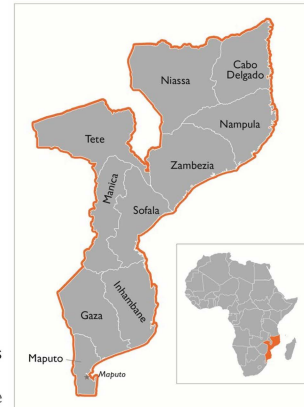 Cabo
Delgado
Niassa
Nampula
Tete
Zambezia
Manica
Sofala
Inhambane
Gaza
s
Maputo
Maputo
e